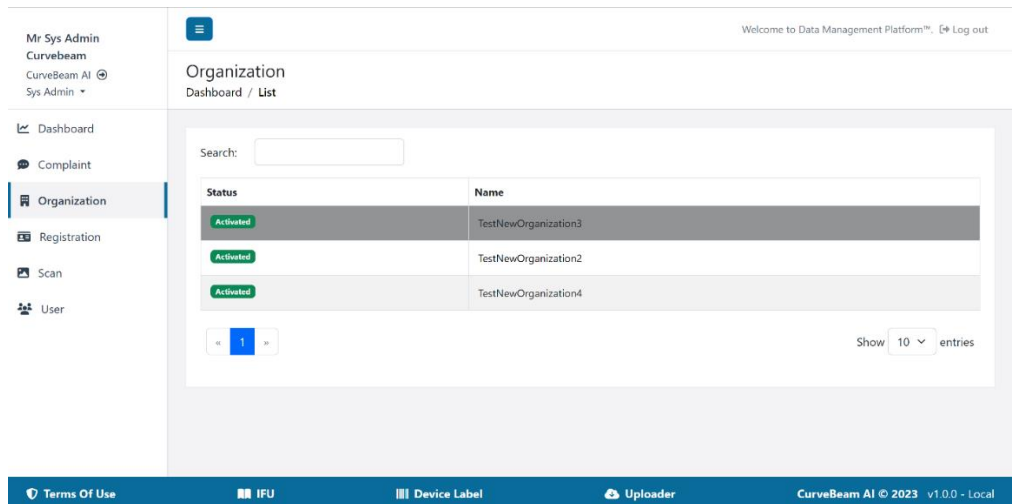 Mr Sys Admin
Curvebeam
CurveBeam AI
Sys Admin
Welcome to Data Management Platform™. Log out
Organization
Dashboard / List
Dashboard
Complaint
Organization
Registration
Scan
User
Search:
Status Name
Activated TestNewOrganization3
Activated TestNewOrganization2
Activated TestNewOrganization4
« 1 »
Show 10 entries
Terms Of Use IFU Device Label Uploader CurveBeam AI © 2023 v1.0.0 - Local